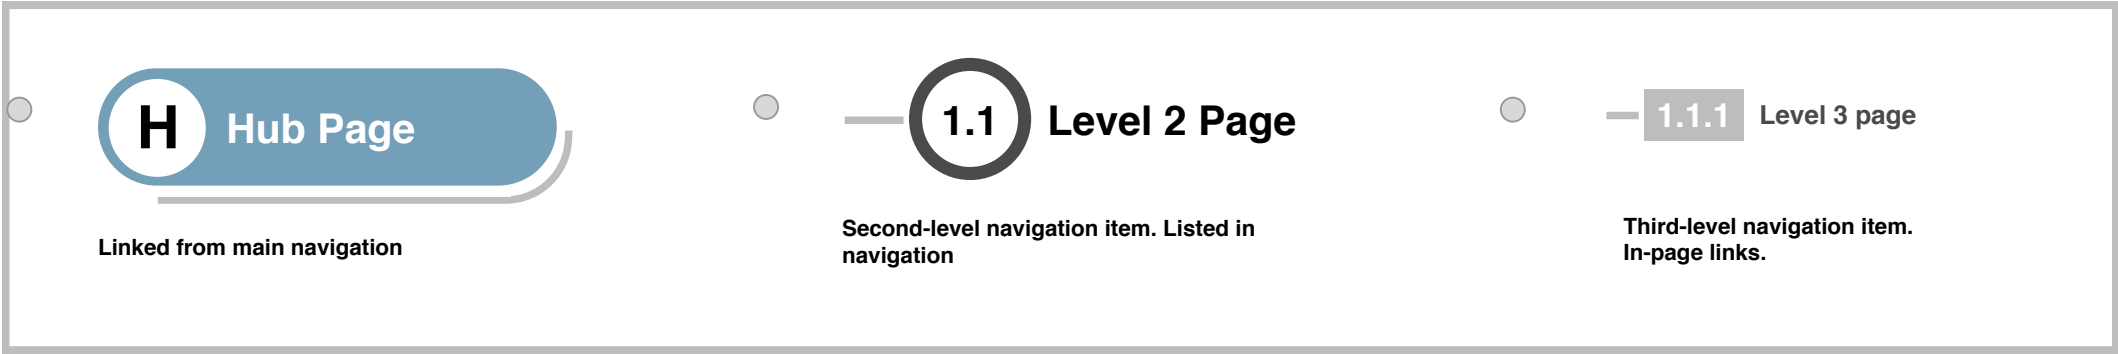 H Hub Page
Linked from main navigation
1.1 Level 2 Page
Second-level navigation item. Listed in
navigation
1.1.1 Level 3 page
Third-level navigation item.
In-page links.